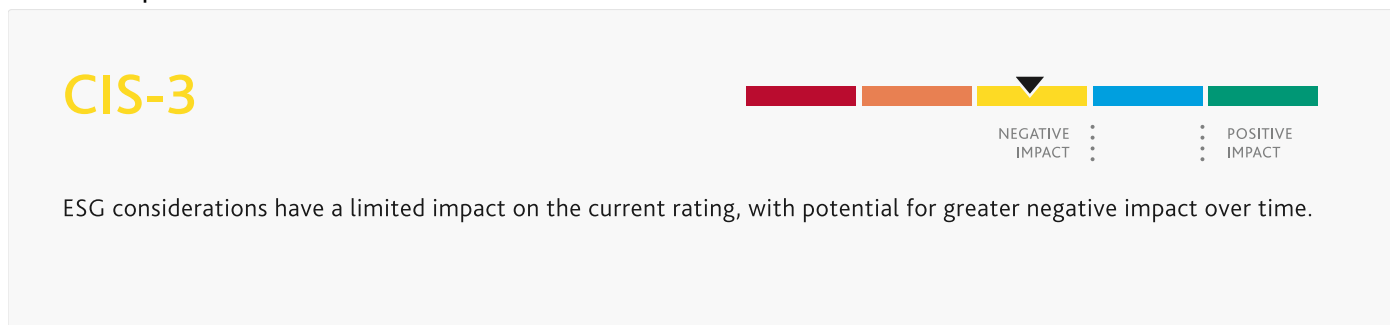 CIS-3
NEGATIVE
IMPACT
POSITIVE
IMPACT
ESG considerations have a limited impact on the current rating, with potential for greater negative impact over time.